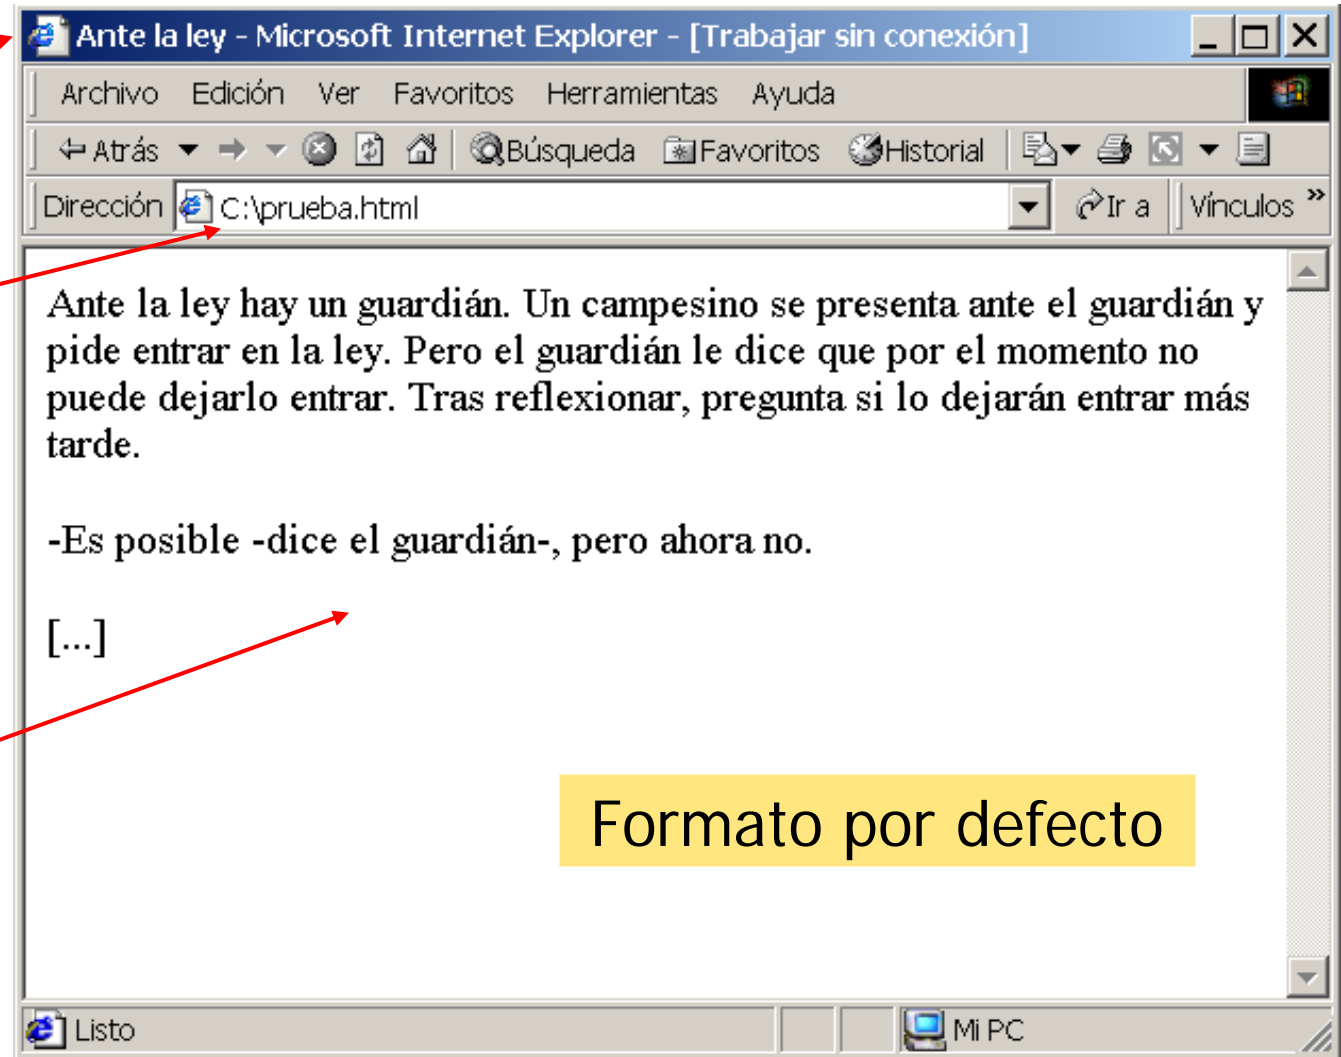 Ante la ley - Microsoft Internet Explorer - [Trabajar sin conexión]
Archivo Edición Ver Favoritos Herramientas Ayuda
Atrás Búsqueda Favoritos Historial
Dirección C:\prueba.html Ir a Vínculos »
Ante la ley hay un guardián. Un campesino se presenta ante el guardián y
pide entrar en la ley. Pero el guardián le dice que por el momento no
puede dejarlo entrar. Tras reflexionar, pregunta si lo dejarán entrar más
tarde.
-Es posible -dice el guardián-, pero ahora no.
[...]
Formato por defecto
Listo Mi PC